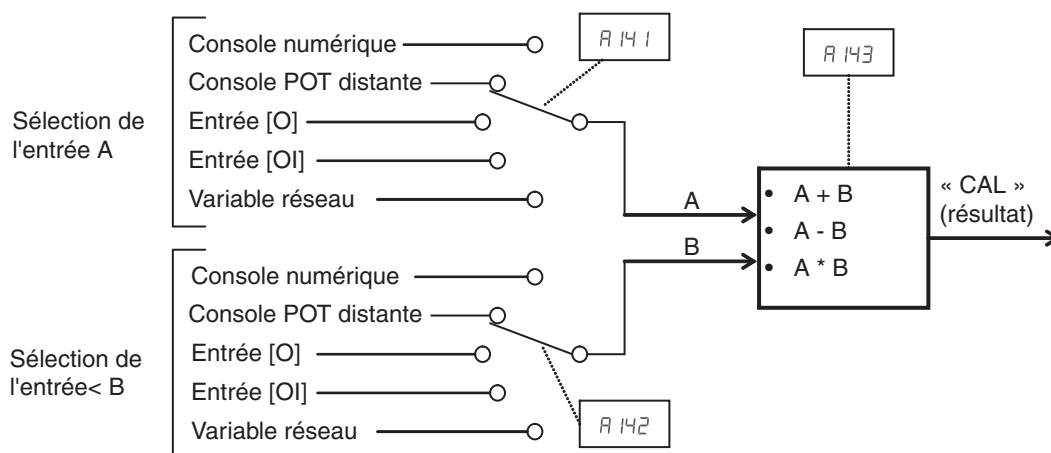 Sélection de
l'entrée A
Console numérique
Console POT distante
Entrée [O]
Entrée [OI]
Variable réseau
A141
A
Sélection de
l'entrée< B
Console numérique
Console POT distante
Entrée [O]
Entrée [OI]
Variable réseau
A142
B
A143
• A + B
• A - B
• A * B
« CAL »
(résultat)